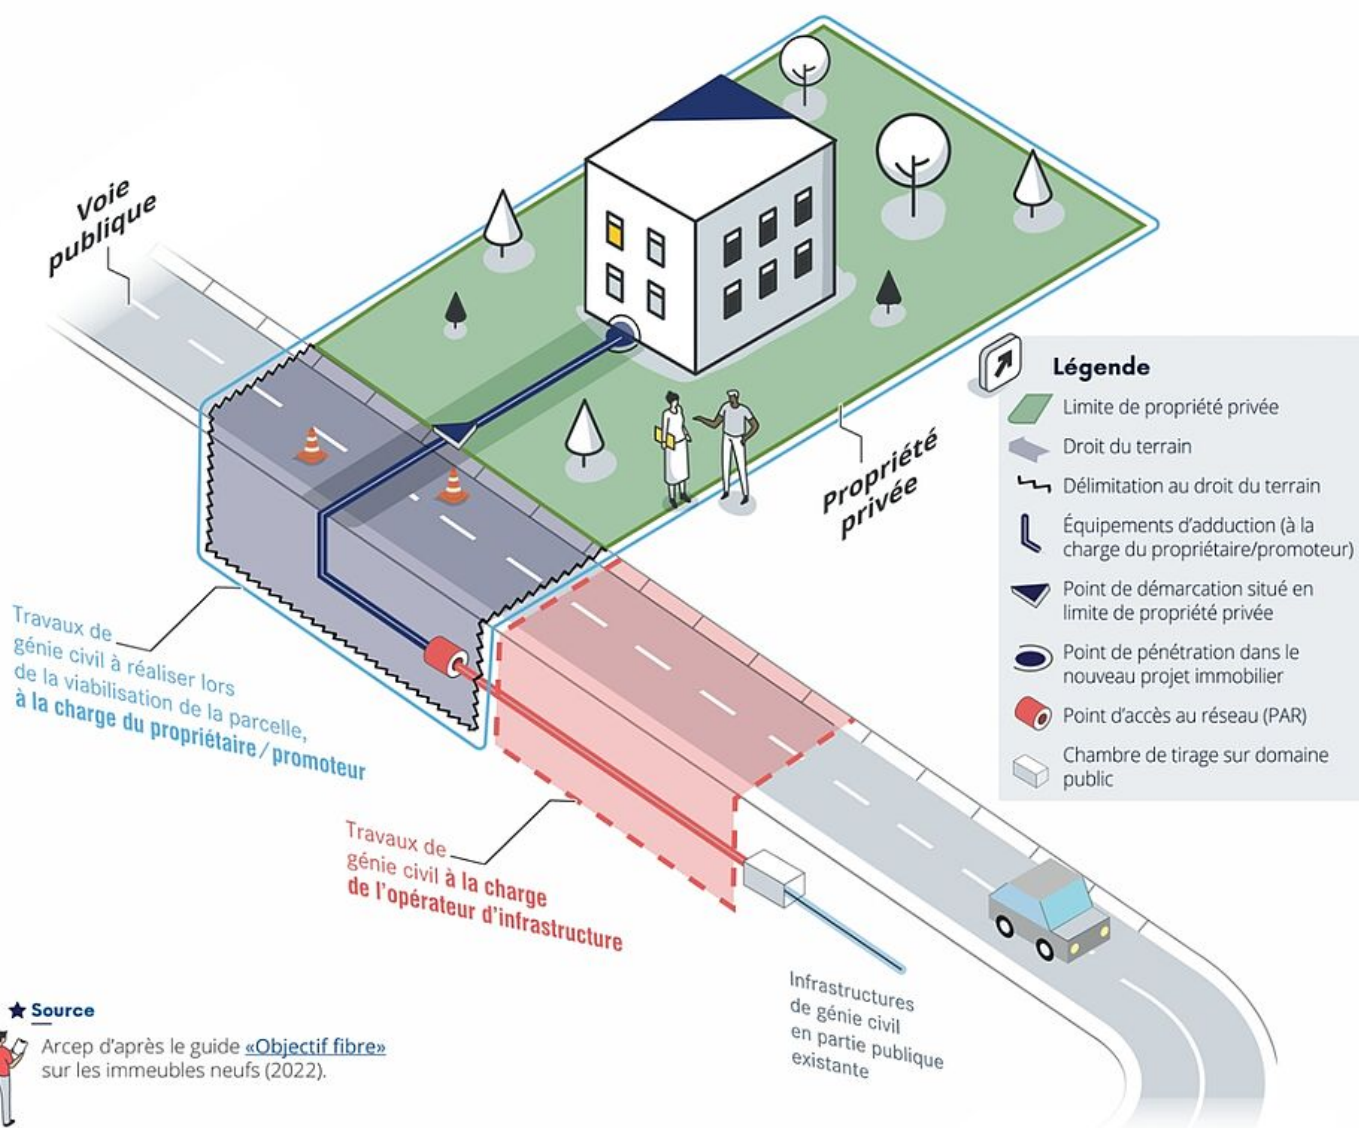 Voie
publique
Propriété
privée
Légende
Limite de propriété privée
Droit du terrain
Délimitation au droit du terrain
Équipements d'adduction (à la
charge du propriétaire/promoteur)
Point de démarcation situé en
limite de propriété privée
Point de pénétration dans le
nouveau projet immobilier
Point d'accès au réseau (PAR)
Chambre de tirage sur domaine
public
Travaux de
génie civil à réaliser lors
de la viabilisation de la parcelle,
à la charge du propriétaire/promoteur
Travaux de
génie civil à la charge
de l'opérateur d'infrastructure
Infrastructures
de génie civil
en partie publique
existante
Source
Arcep d'après le guide «Objectif fibre»
sur les immeubles neufs (2022).